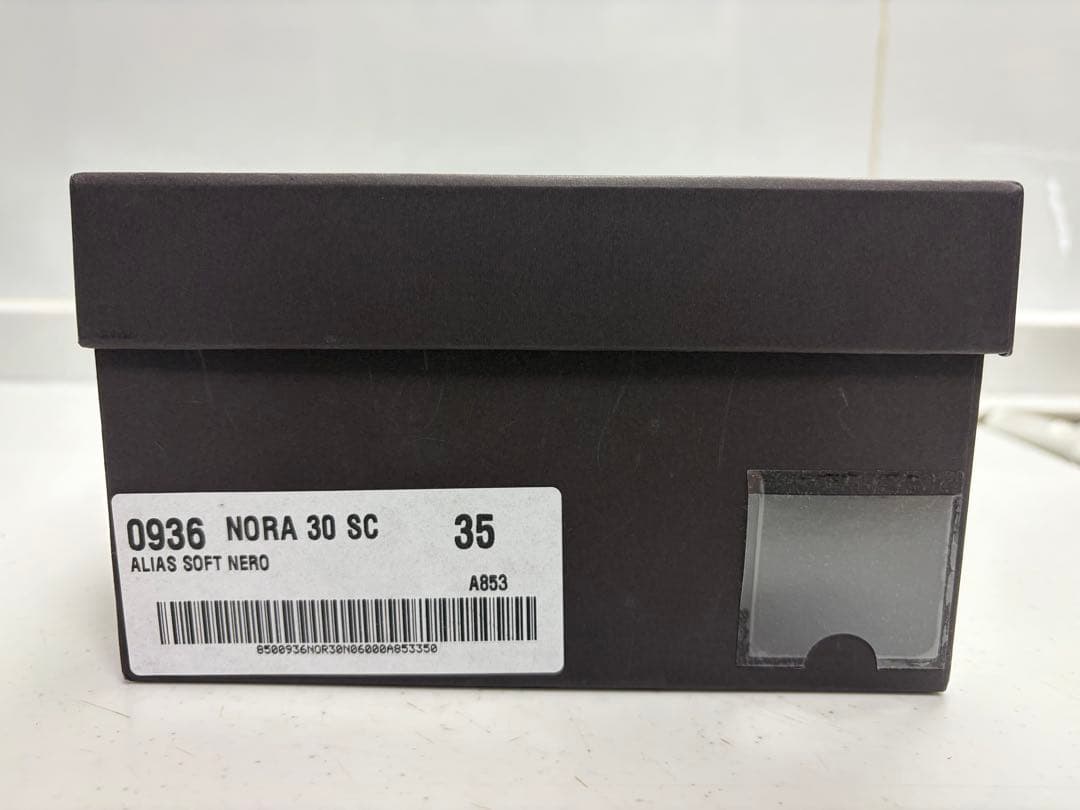 0936 NORA 30 SC 35
ALIAS SOFT NERO
A853
8500936NOR30N06000A853350